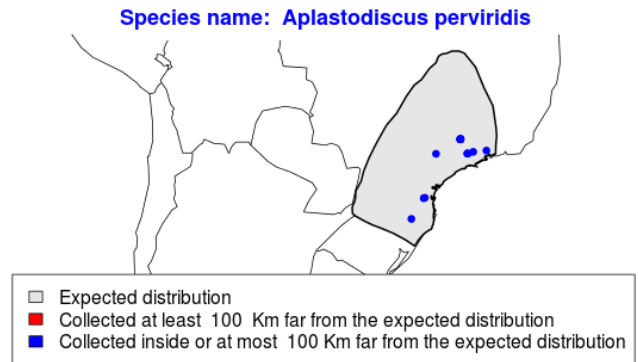 Species name:  Aplastodiscus perviridis
Expected distribution
Collected at least  100  Km far from the expected distribution
Collected inside or at most  100 Km far from the expected distribution